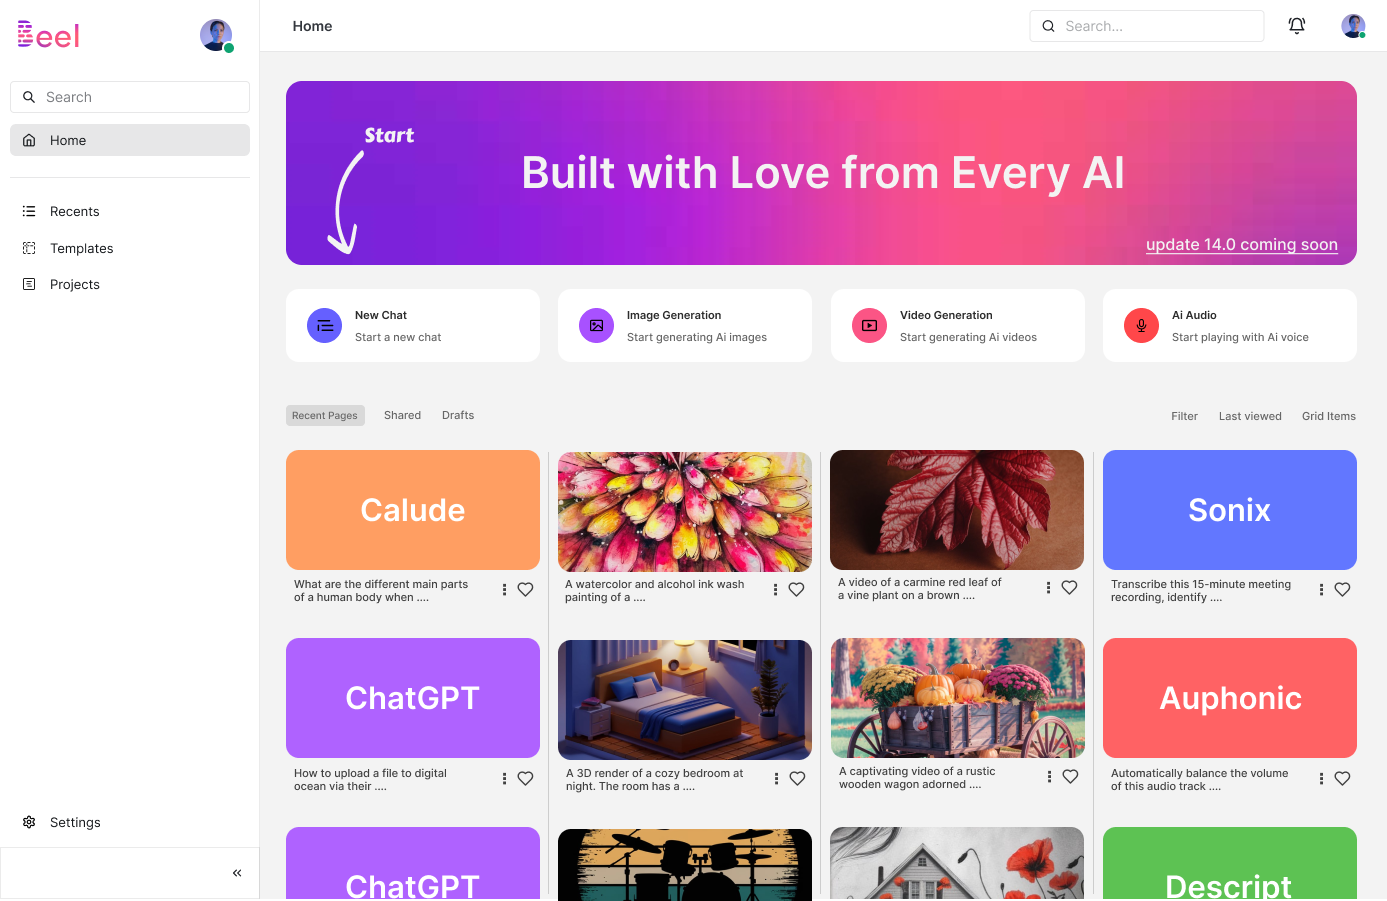 Beel
Search
Home
Recents
Templates
Projects
Settings
Home
Search...
Start
Built with Love from Every AI
update 14.0 coming soon
New Chat
Start a new chat
Image Generation
Start generating Ai images
Video Generation
Start generating Ai videos
Ai Audio
Start playing with Ai voice
Recent Pages
Shared
Drafts
Filter
Last viewed
Grid Items
Calude
What are the different main parts
of a human body when ....
A watercolor and alcohol ink wash
painting of a ....
A video of a carmine red leaf of
a vine plant on a brown ....
Sonix
Transcribe this 15-minute meeting
recording, identify ....
ChatGPT
How to upload a file to digital
ocean via their ....
A 3D render of a cozy bedroom at
night. The room has a ....
A captivating video of a rustic
wooden wagon adorned ....
Auphonic
Automatically balance the volume
of this audio track ....
ChatGPT
Descript